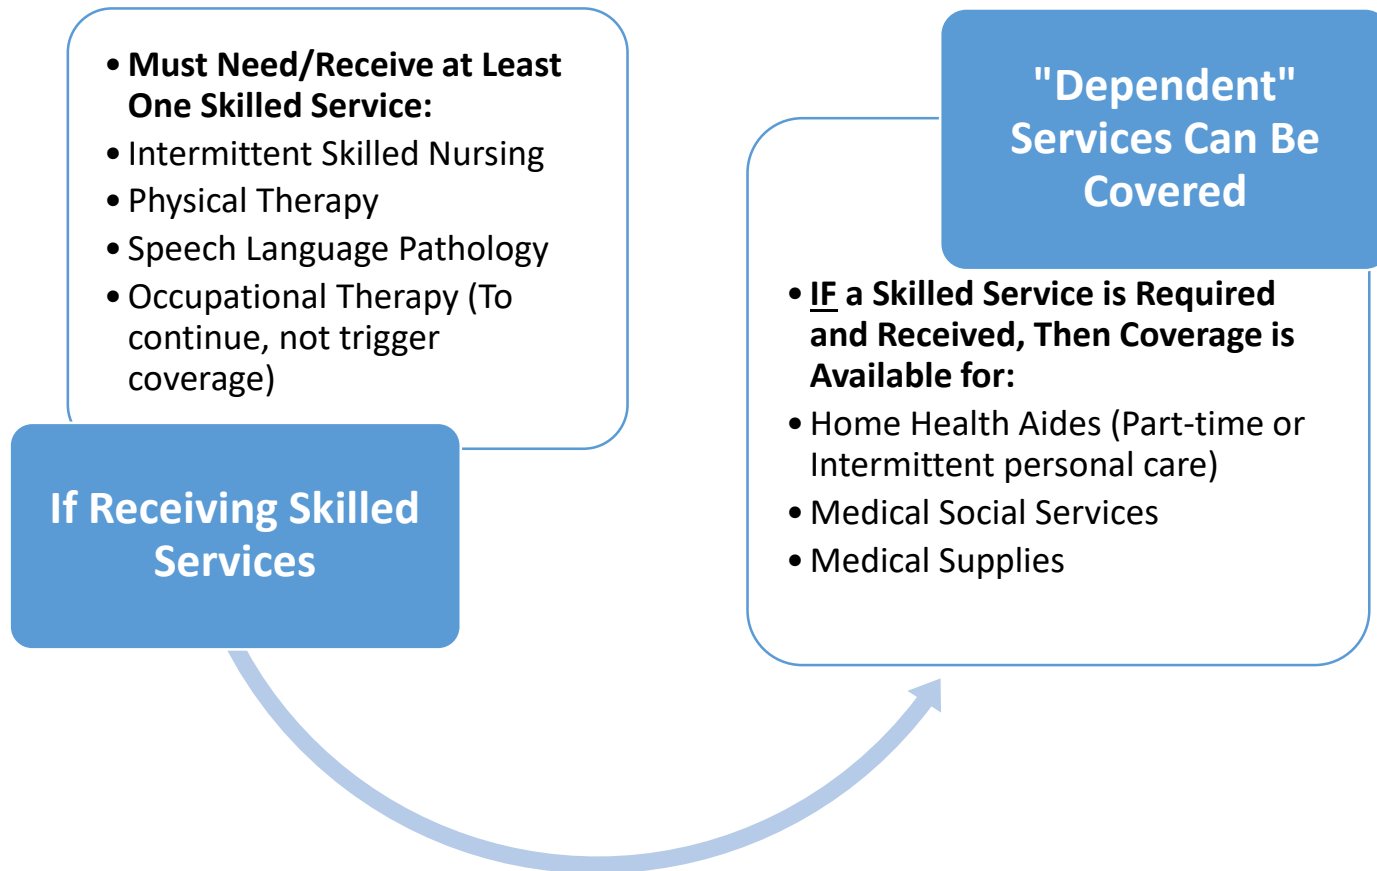 • Must Need/Receive at Least
One Skilled Service:
• Intermittent Skilled Nursing
• Physical Therapy
• Speech Language Pathology
• Occupational Therapy (To
continue, not trigger
coverage)
If Receiving Skilled
Services
"Dependent"
Services Can Be
Covered
• IF a Skilled Service is Required
and Received, Then Coverage is
Available for:
• Home Health Aides (Part-time or
Intermittent personal care)
• Medical Social Services
• Medical Supplies